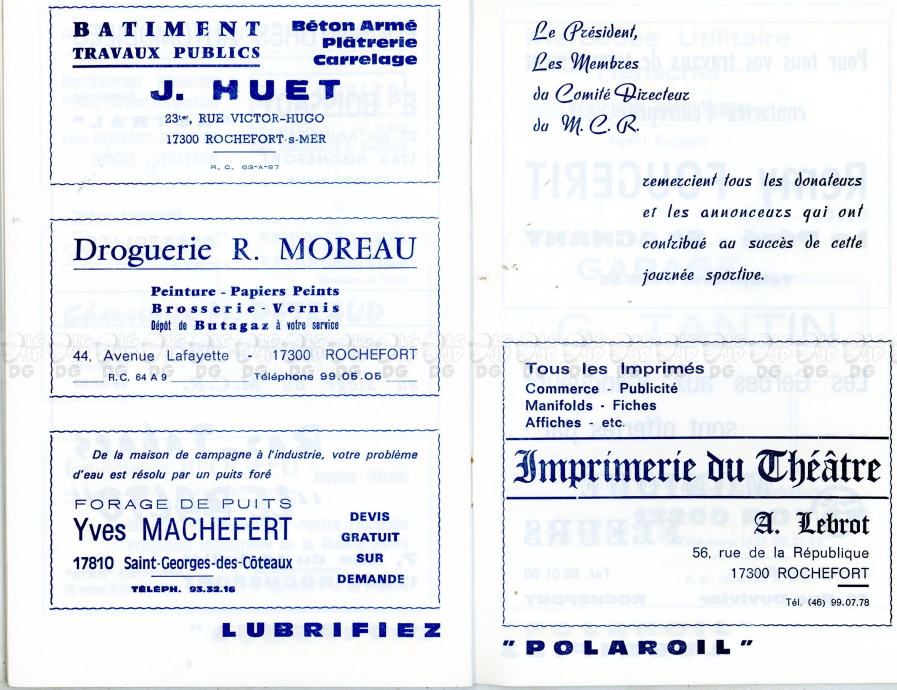 BATIMENT
TRAVAUX PUBLICS
Béton Armé
Plâtrerie
Carrelage
J. HUET
23ter, RUE VICTOR-HUGO
17300 ROCHEFORT-s-MER
R. C. 63-A-67
Droguerie R. MOREAU
Peinture - Papiers Peints
Brosserie - Vernis
Dépôt de Butagaz à votre service
44, Avenue Lafayette - 17300 ROCHEFORT
R.C. 64 A 9 Téléphone 99.05.05
De la maison de campagne à l'industrie, votre problème
d'eau est résolu par un puits foré
FORAGE DE PUITS
Yves MACHEFERT
17810 Saint-Georges-des-Côteaux
TÉLÉPH. 93.32.16
DEVIS
GRATUIT
SUR
DEMANDE
LUBRIFIEZ
Le Président,
Les Membres
du Comité Directeur
du M. C. R.
remercient tous les donateurs
et les annonceurs qui ont
contribué au succès de cette
journée sportive.
Tous les Imprimés
Commerce - Publicité
Manifolds - Fiches
Affiches - etc.
Imprimerie du Théâtre
A. Lebrot
56, rue de la République
17300 ROCHEFORT
Tél. (46) 99.07.78
"POLAROIL"